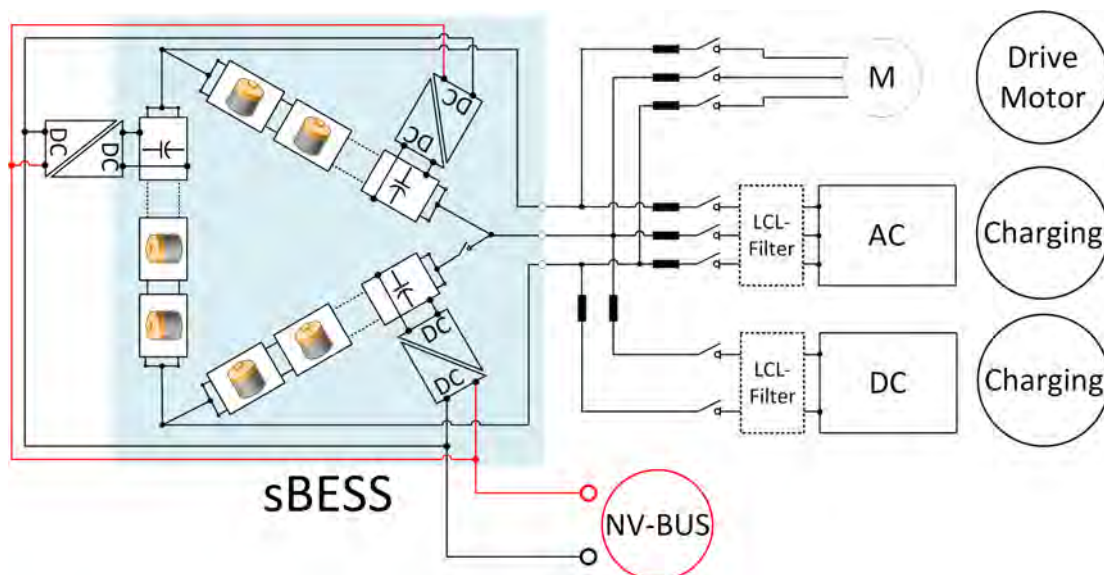 DC
DC
DC
DC
DC
DC
M
Drive
Motor
LCL-
Filter
AC
Charging
LCL-
Filter
DC
Charging
sBESS
NV-BUS